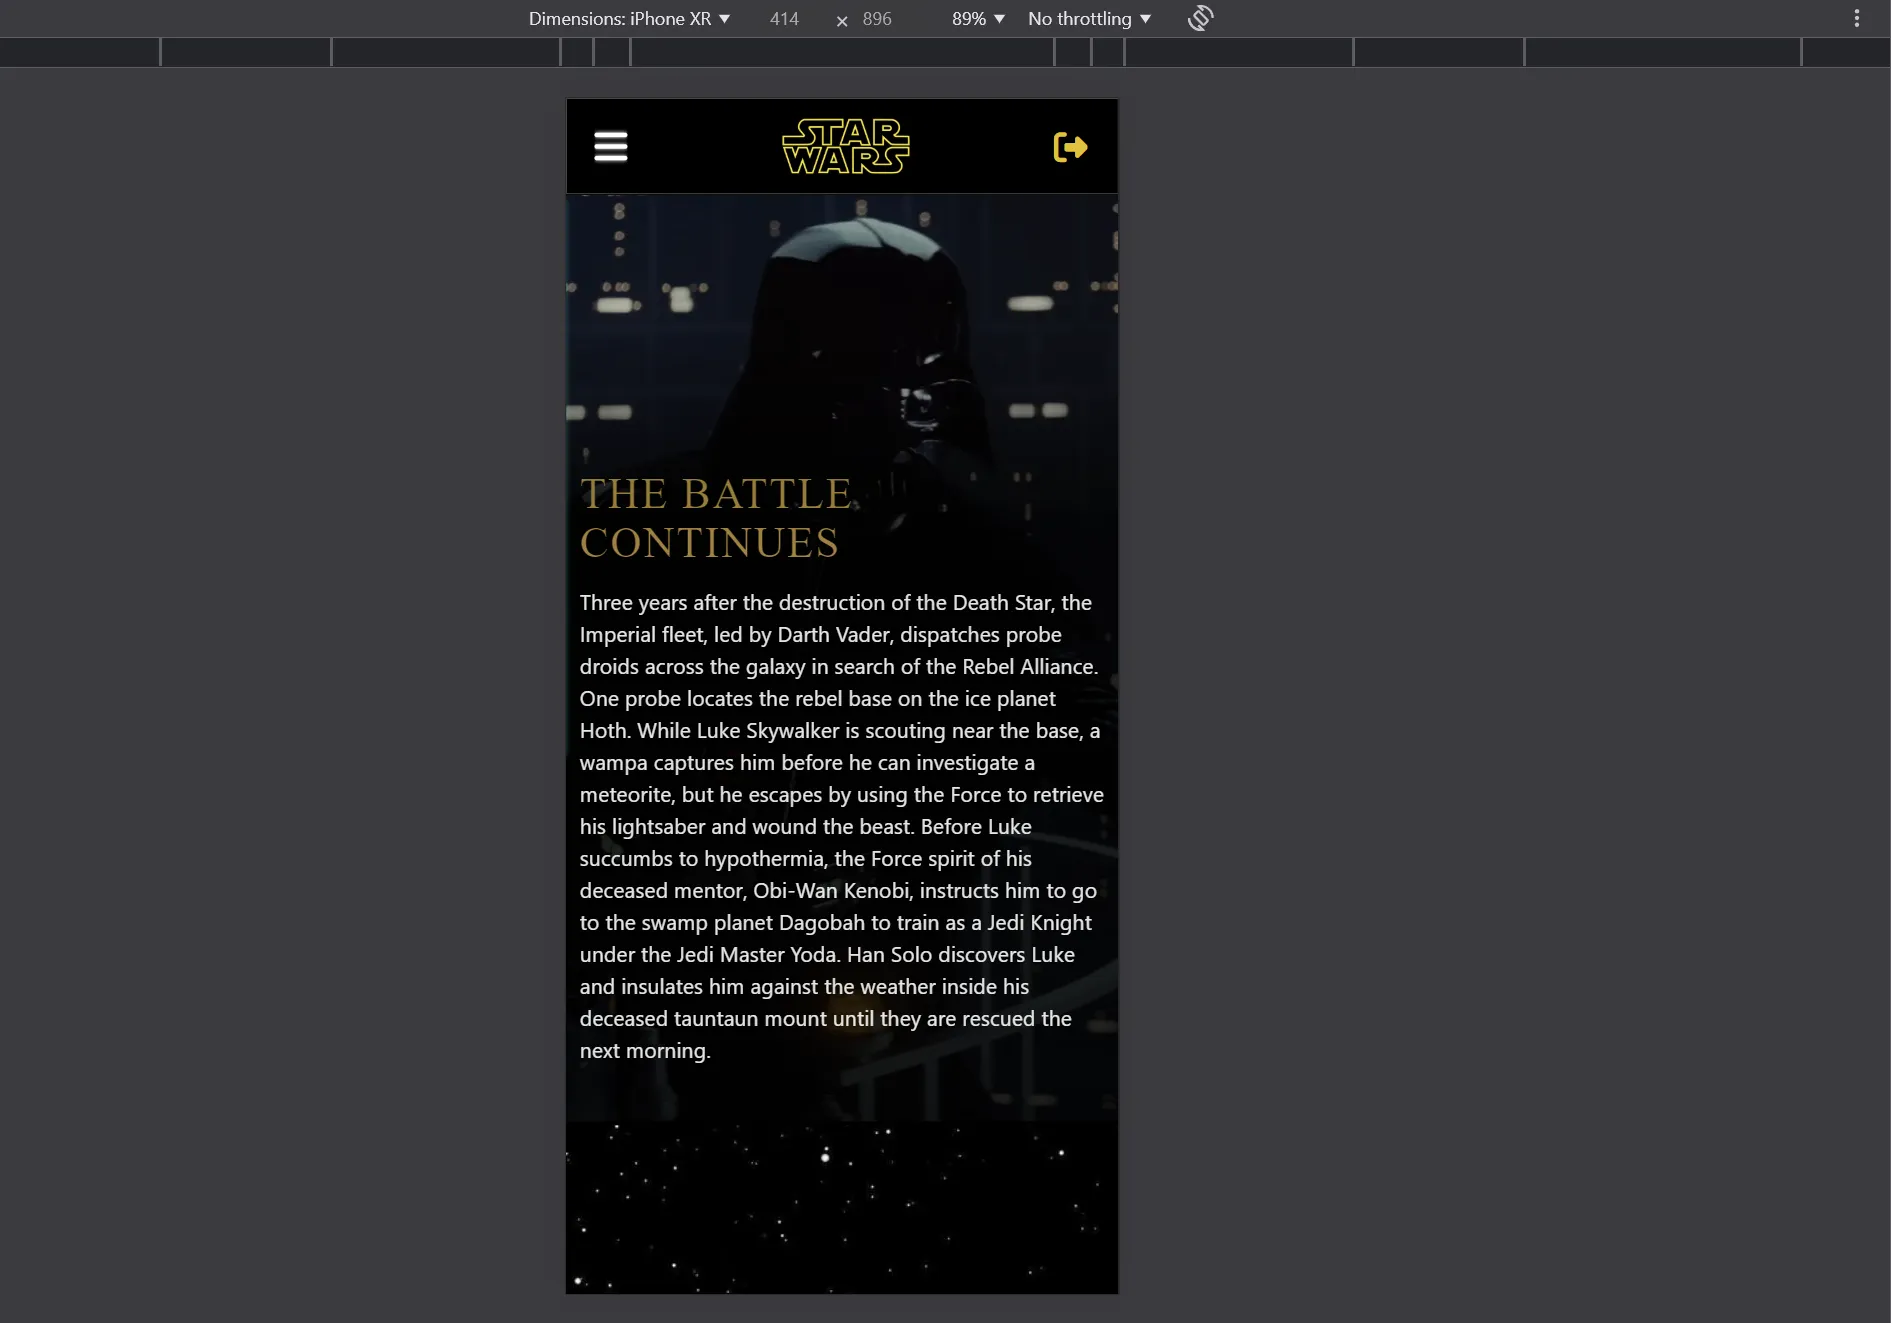 Dimensions: iPhone XR 414 × 896 89% No throttling
STAR
WARS
THE BATTLE
CONTINUES
Three years after the destruction of the Death Star, the
Imperial fleet, led by Darth Vader, dispatches probe
droids across the galaxy in search of the Rebel Alliance.
One probe locates the rebel base on the ice planet
Hoth. While Luke Skywalker is scouting near the base, a
wampa captures him before he can investigate a
meteorite, but he escapes by using the Force to retrieve
his lightsaber and wound the beast. Before Luke
succumbs to hypothermia, the Force spirit of his
deceased mentor, Obi-Wan Kenobi, instructs him to go
to the swamp planet Dagobah to train as a Jedi Knight
under the Jedi Master Yoda. Han Solo discovers Luke
and insulates him against the weather inside his
deceased tauntaun mount until they are rescued the
next morning.